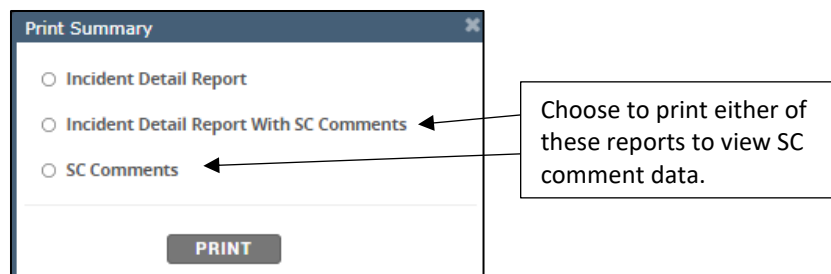 Print Summary
Incident Detail Report
Incident Detail Report With SC Comments
SC Comments
PRINT
Choose to print either of
these reports to view SC
comment data.